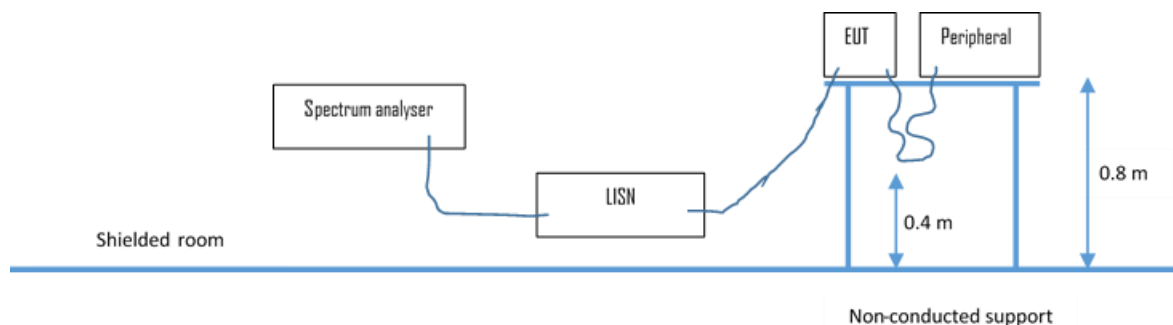 EUT
Peripheral
Spectrum analyser
LISN
0.8 m
0.4 m
Shielded room
Non-conducted support